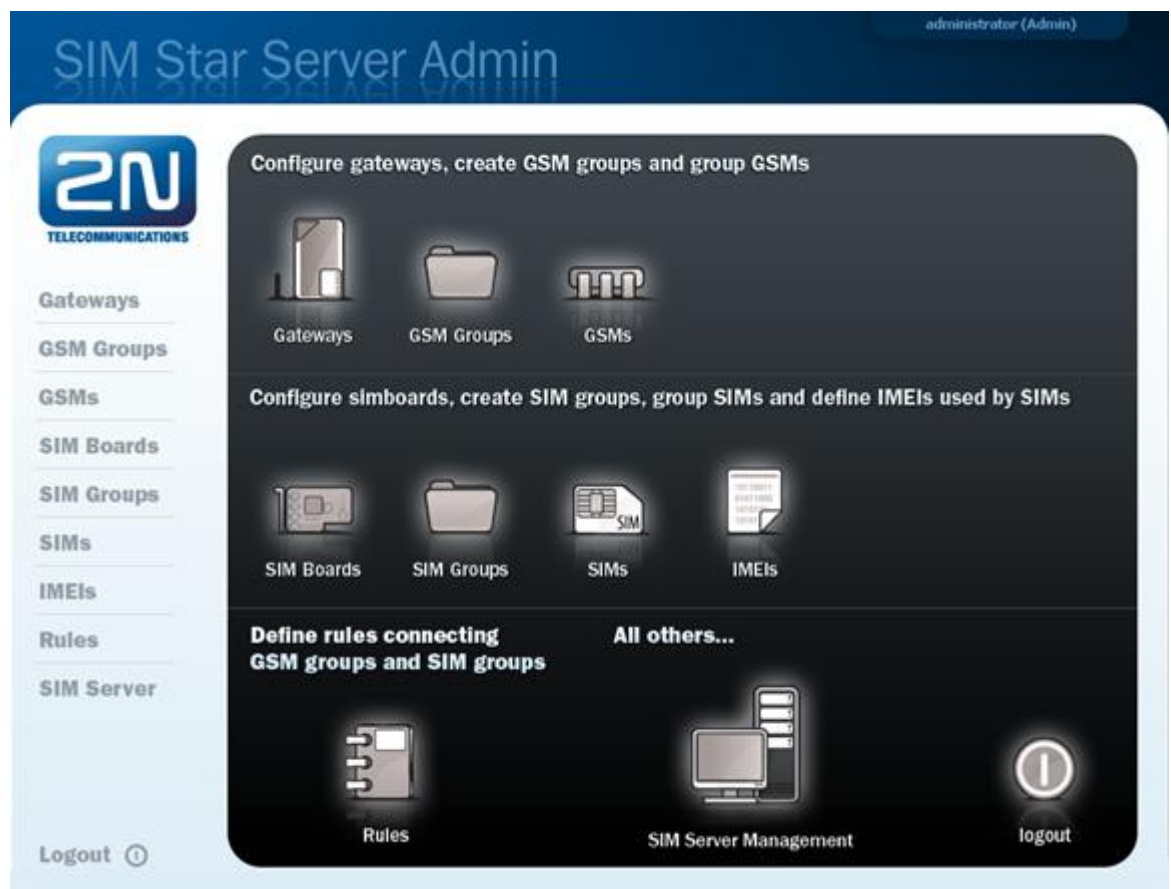 administrator (Admin)
SIM Star Server Admin
2N
TELECOMMUNICATIONS
Gateways
GSM Groups
GSMs
SIM Boards
SIM Groups
SIMs
IMEIs
Rules
SIM Server
Logout
Configure gateways, create GSM groups and group GSMs
Gateways
GSM Groups
GSMs
Configure simboards, create SIM groups, group SIMs and define IMEIs used by SIMs
SIM
SIM Boards
SIM Groups
SIMs
IMEIs
Define rules connecting
GSM groups and SIM groups
All others...
Rules
SIM Server Management
logout